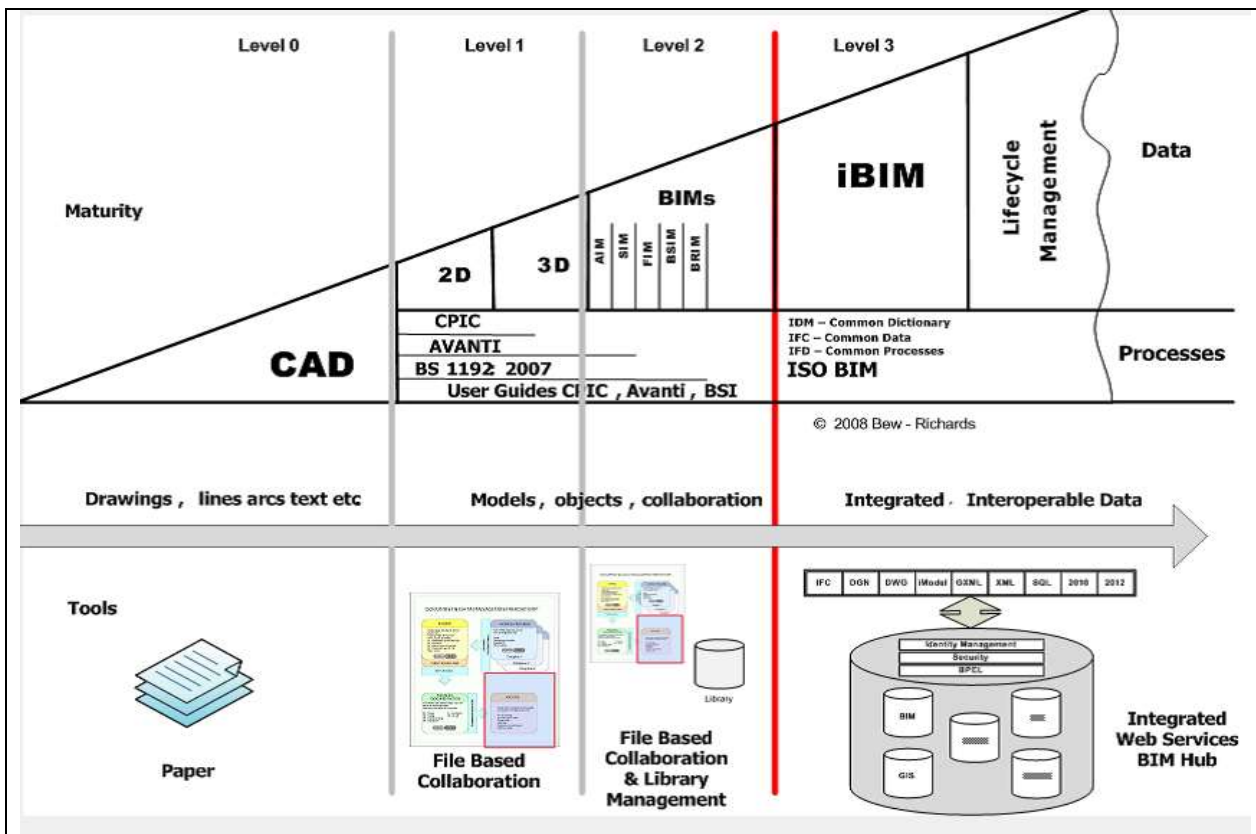 Level 0
Level 1
Level 2
Level 3
Maturity
CAD
2D
3D
BIMs
AIM
SIM
FIM
BSIM
BRIM
iBIM
Lifecycle
Management
Data
CPIC
AVANTI
BS 1192: 2007
User Guides CPIC , Avanti , BSI
IDM – Common Dictionary
IFC – Common Data
IFD – Common Processes
ISO BIM
Processes
© 2008 Bew - Richards
Drawings , lines arcs text etc
Models , objects , collaboration
Integrated , Interoperable Data
Tools
Paper
File Based
Collaboration
Library
File Based
Collaboration
& Library
Management
IFC DGN DWG iModel GXML XML SQL 2010 2012
Identity Management
Security
BPEL
BIM
GIS
Integrated
Web Services
BIM Hub